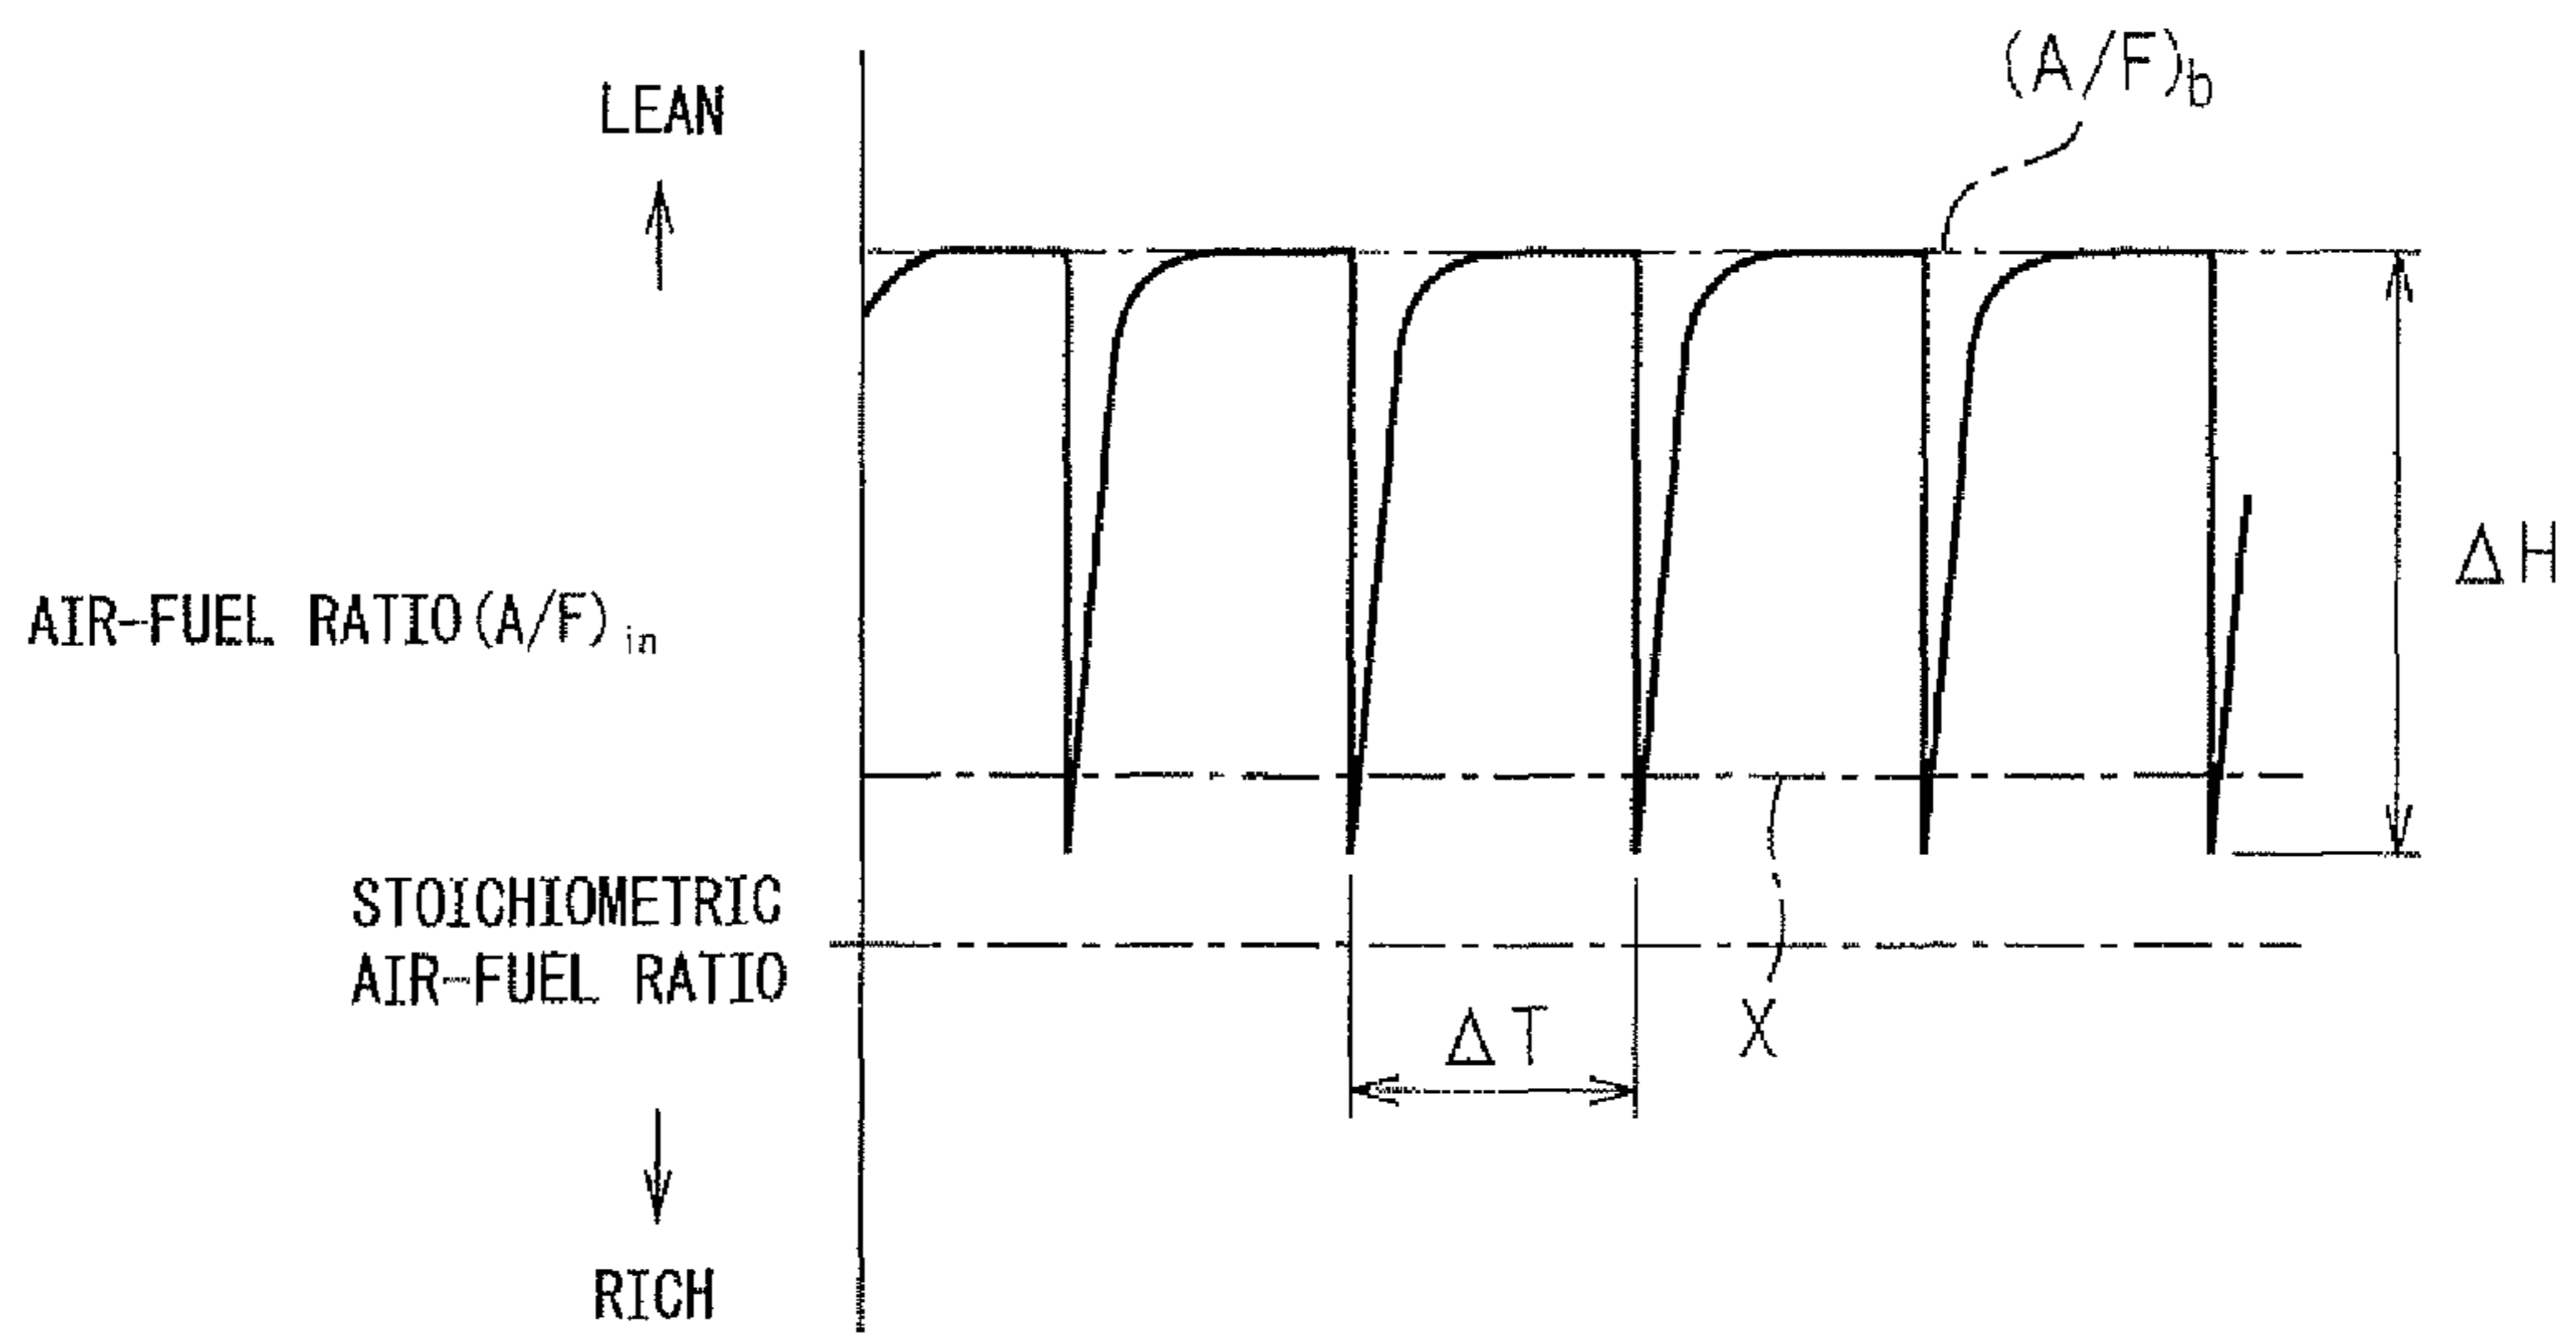 (A/F)b
LEAN
ΔH
AIR-FUEL RATIO(A/F)in
STOICHIOMETRIC
AIR-FUEL RATIO
ΔT
X
RICH